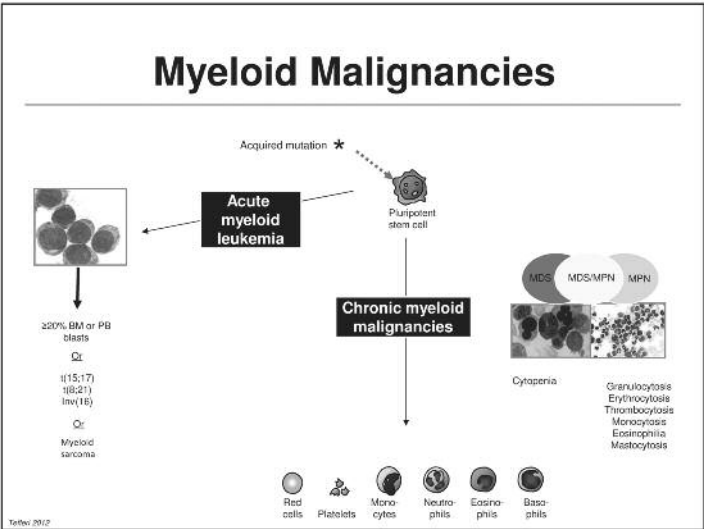 Myeloid Malignancies
Acquired mutation *
Acute
myeloid
leukemia
Pluripotent
stem cell
≥20% BM or PB
blasts
Or
t(15;17)
t(8;21)
Inv(16)
Or
Myeloid
sarcoma
Chronic myeloid
malignancies
MDS
MDS/MPN
MPN
Cytopenia
Granulocytosis
Erythrocytosis
Thrombocytosis
Monocytosis
Eosinophilia
Mastocytosis
Red
cells
Platelets
Mono-
cytes
Neutro-
phils
Eosino-
phils
Baso-
phils
Tefferi 2012